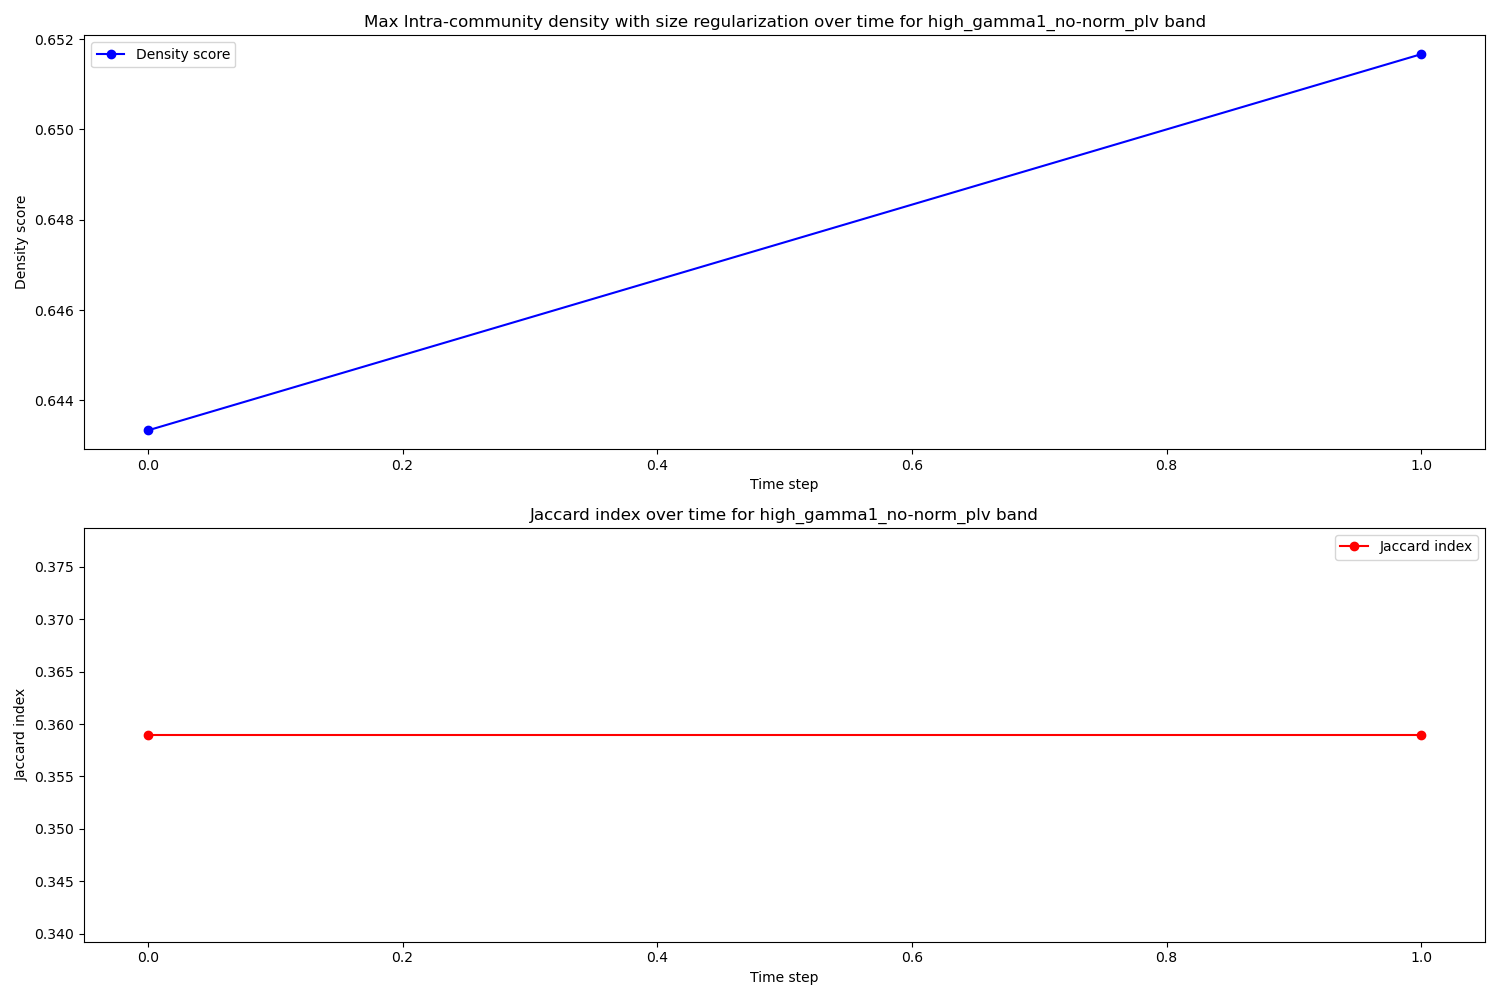 Max Intra-community density with size regularization over time for high_gamma1_no-norm_plv band
Density score
0.652
0.650
0.648
0.646
0.644
Density score
0.0 0.2 0.4 0.6 0.8 1.0
Time step
Jaccard index over time for high_gamma1_no-norm_plv band
Jaccard index
0.375
0.370
0.365
0.360
0.355
0.350
0.345
0.340
Jaccard index
0.0 0.2 0.4 0.6 0.8 1.0
Time step